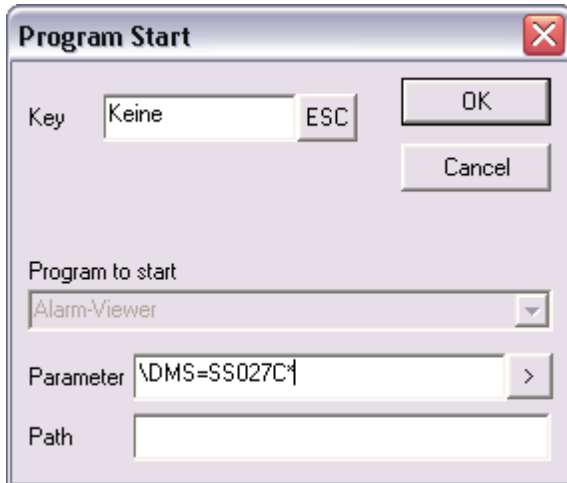 Program Start
Key Keine ESC OK
Cancel
Program to start
Alarm-Viewer
Parameter \DMS=SS027C* >
Path